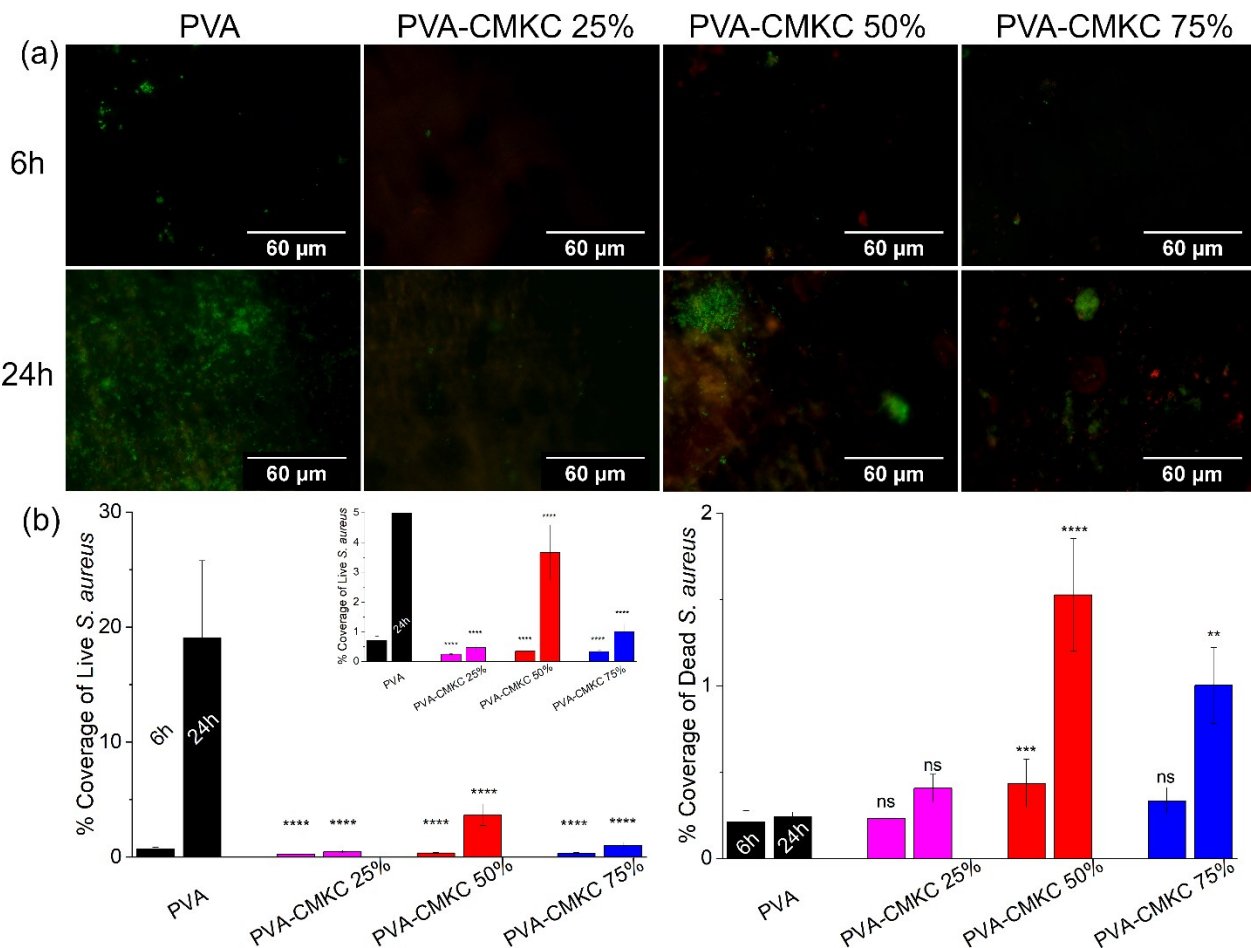 PVA PVA-CMKC 25% PVA-CMKC 50% PVA-CMKC 75%
(a)
6h
60 µm 60 µm 60 µm 60 µm
24h
60 µm 60 µm 60 µm 60 µm
(b)
% Coverage of Live S. aureus
30
20
10
0
6h
24h
**** **** **** **** **** ****
PVA
PVA-CMKC 25%
PVA-CMKC 50%
PVA-CMKC 75%
% Coverage of Live S. aureus
5
4
3
2
1
0
24h
**** **** **** **** **** ****
PVA
PVA-CMKC 25%
PVA-CMKC 50%
PVA-CMKC 75%
% Coverage of Dead S. aureus
2
1
0
6h
24h
ns ns *** **** ns **
PVA
PVA-CMKC 25%
PVA-CMKC 50%
PVA-CMKC 75%